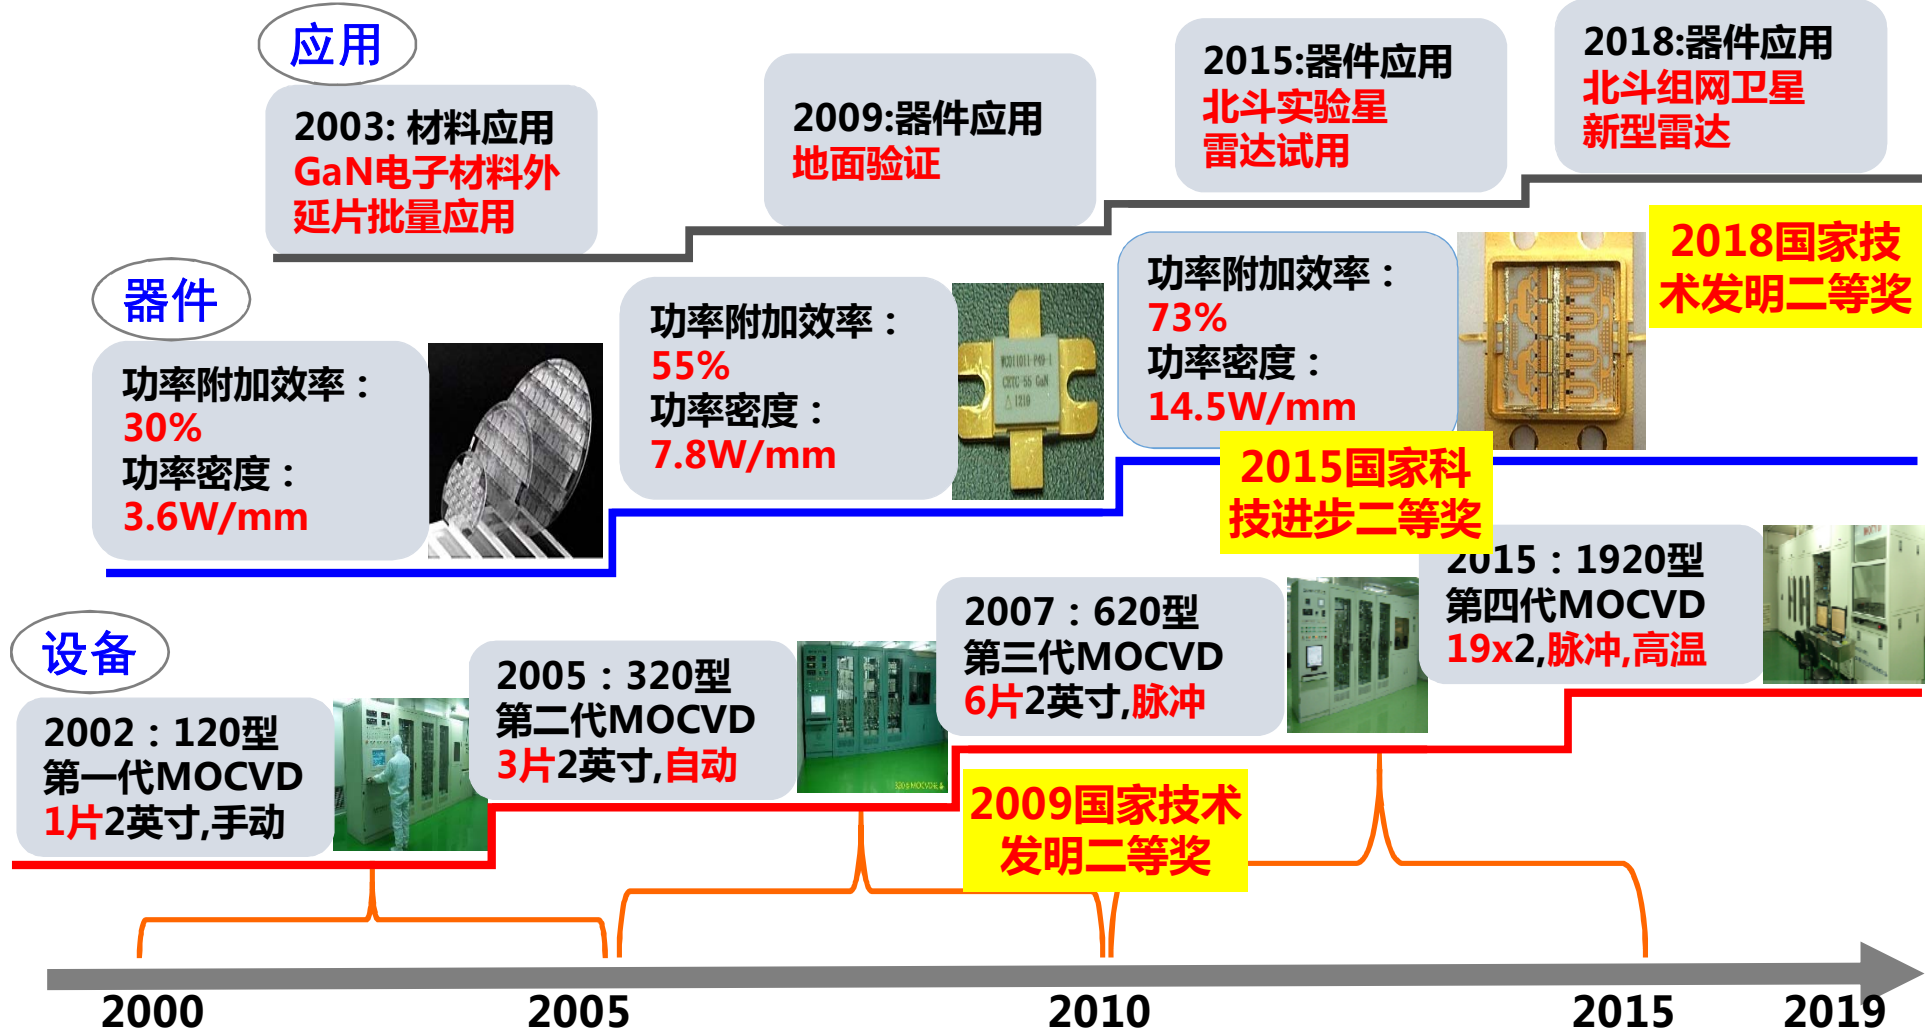 应用
2003: 材料应用
GaN电子材料外
延片批量应用
2009:器件应用
地面验证
2015:器件应用
北斗实验星
雷达试用
2018:器件应用
北斗组网卫星
新型雷达
2018国家技
术发明二等奖
器件
功率附加效率：
30%
功率密度：
3.6W/mm
功率附加效率：
55%
功率密度：
7.8W/mm
CETC-55 GaN
△ 1219
功率附加效率：
73%
功率密度：
14.5W/mm
2015国家科
技进步二等奖
设备
2002：120型
第一代MOCVD
1片2英寸,手动
2005：320型
第二代MOCVD
3片2英寸,自动
2007：620型
第三代MOCVD
6片2英寸,脉冲
2015：1920型
第四代MOCVD
19x2,脉冲,高温
2009国家技术
发明二等奖
2000
2005
2010
2015
2019